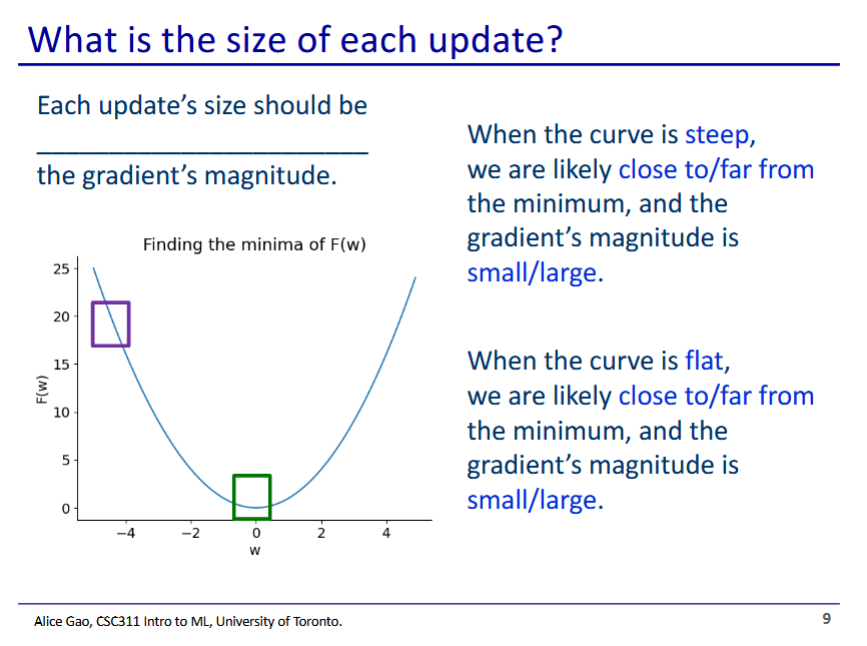 What is the size of each update?
Each update's size should be
_________________________
the gradient's magnitude.
When the curve is steep,
we are likely close to/far from
the minimum, and the
gradient's magnitude is
small/large.
When the curve is flat,
we are likely close to/far from
the minimum, and the
gradient's magnitude is
small/large.
Finding the minima of F(w)
F(w)
25
20
15
10
5
0
−4 −2 0 2 4
w
Alice Gao, CSC311 Intro to ML, University of Toronto.
9